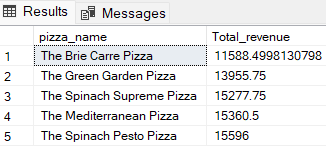 Results Messages
pizza_name Total_revenue
1 The Brie Carre Pizza 11588.4998130798
2 The Green Garden Pizza 13955.75
3 The Spinach Supreme Pizza 15277.75
4 The Mediterranean Pizza 15360.5
5 The Spinach Pesto Pizza 15596